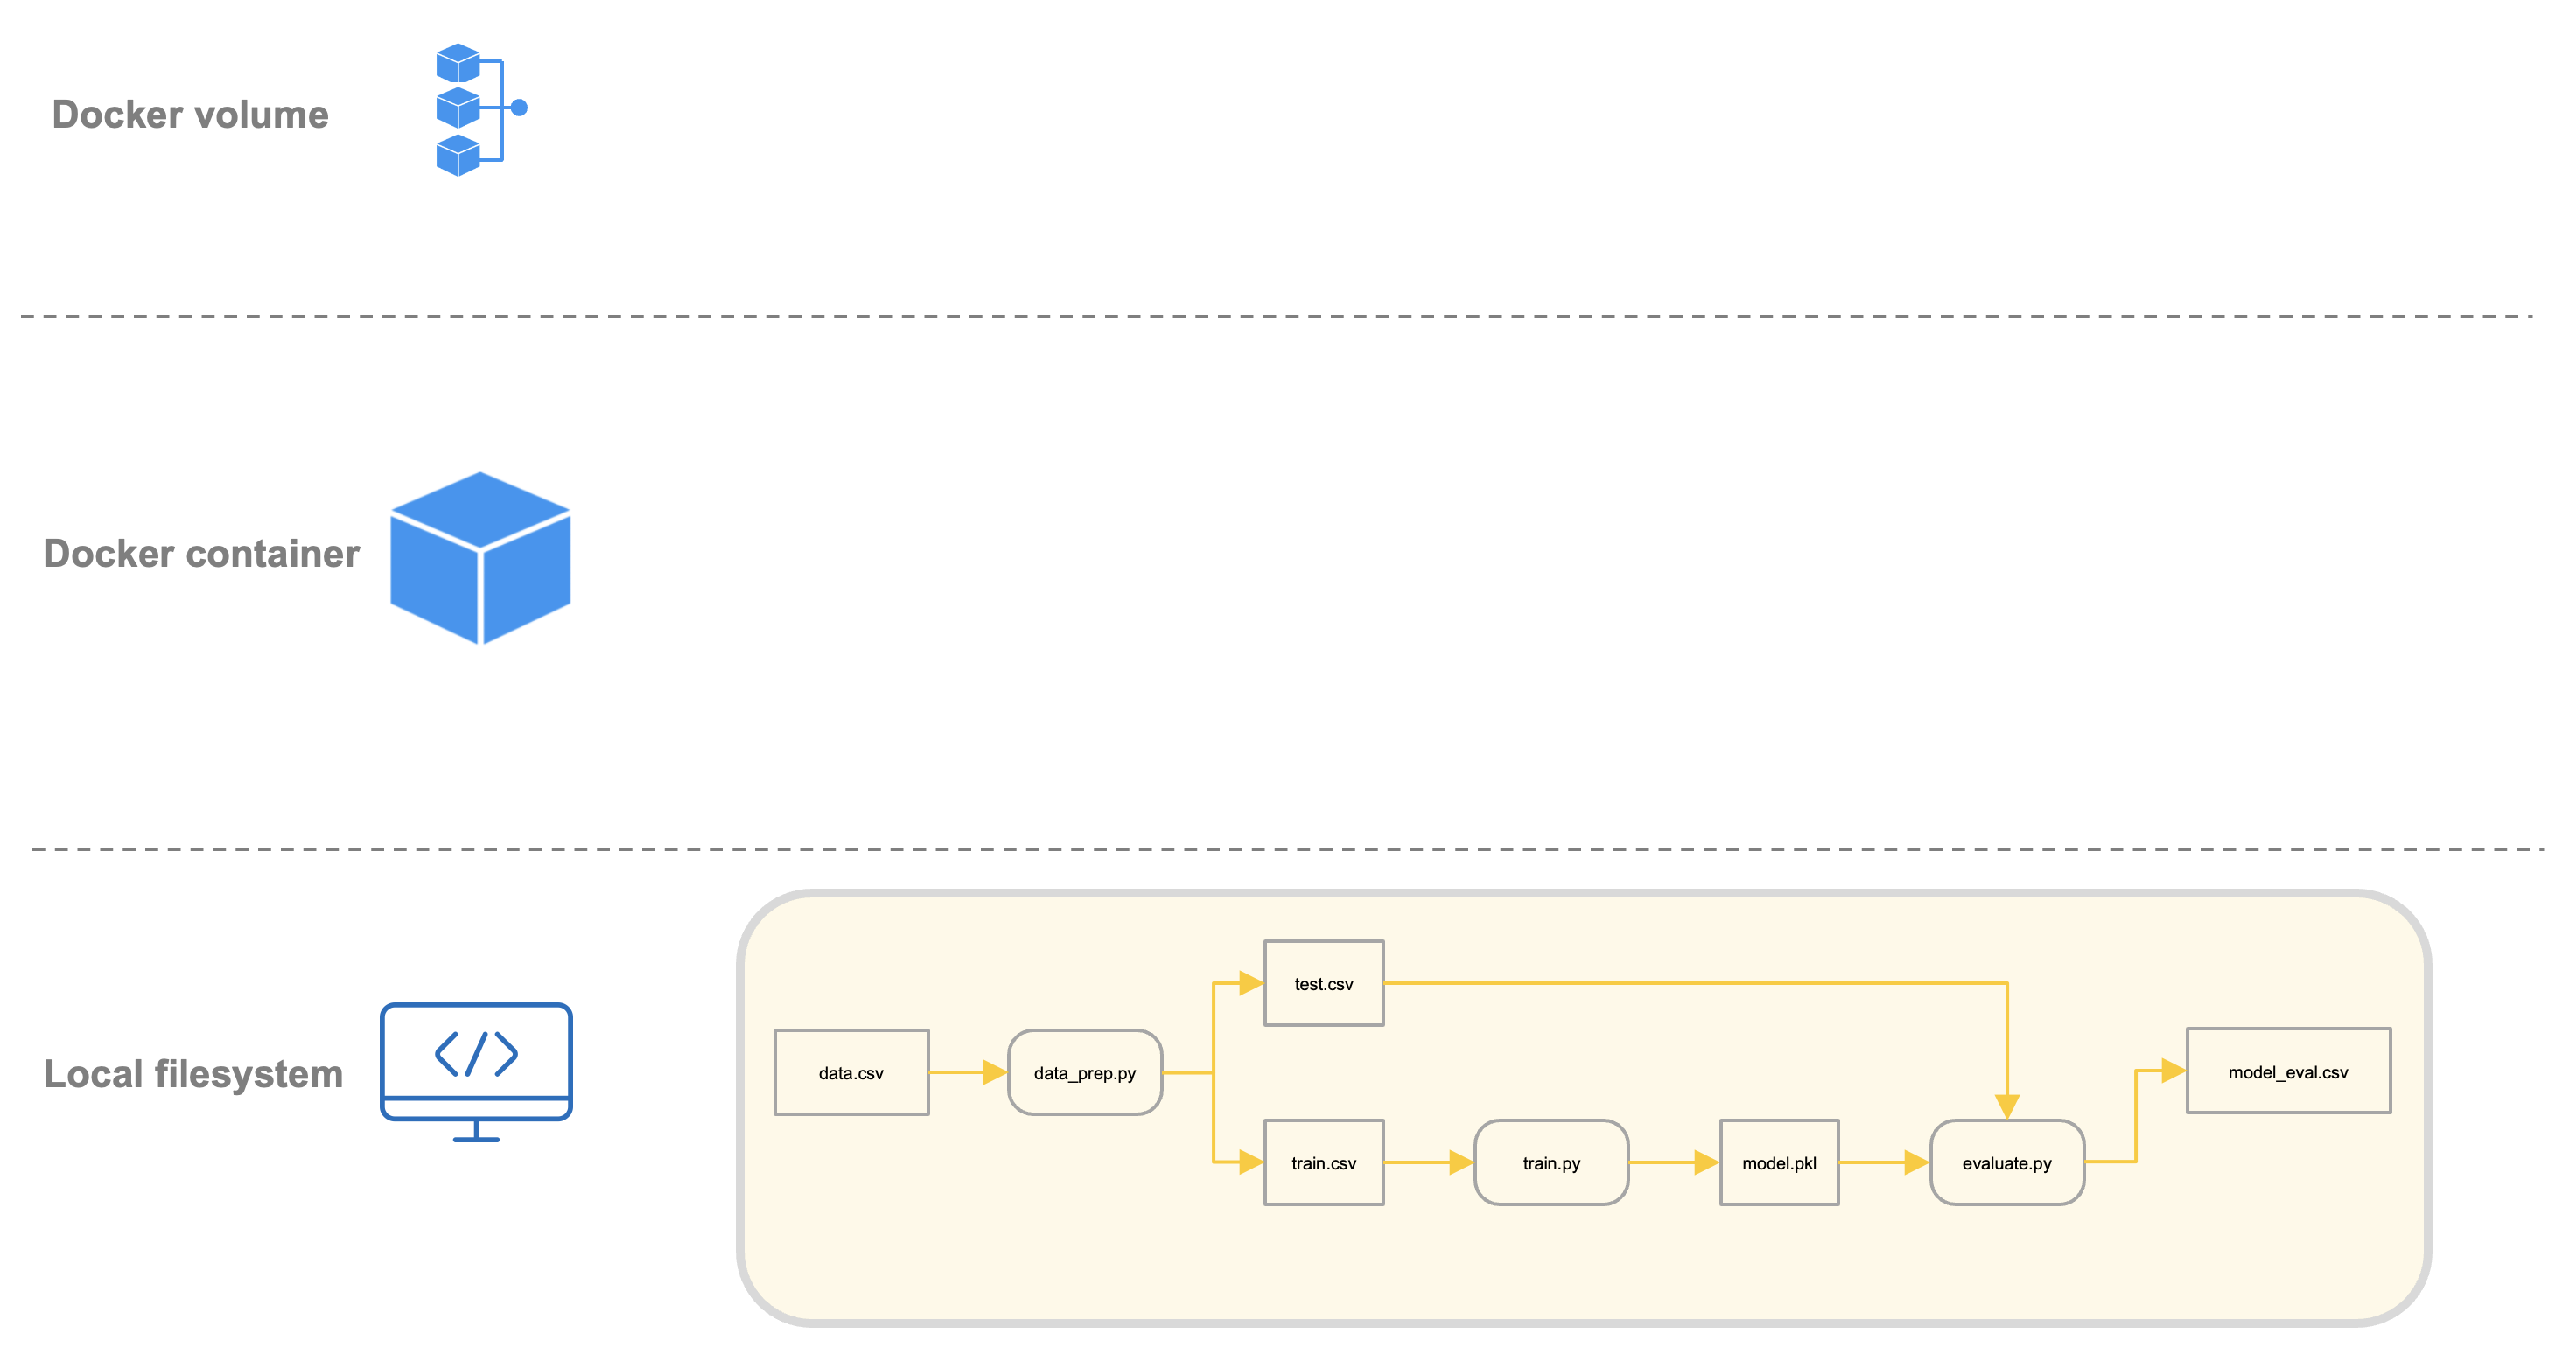 Docker volume
Docker container
Local filesystem
</>
data.csv
data_prep.py
test.csv
train.csv
train.py
model.pkl
evaluate.py
model_eval.csv